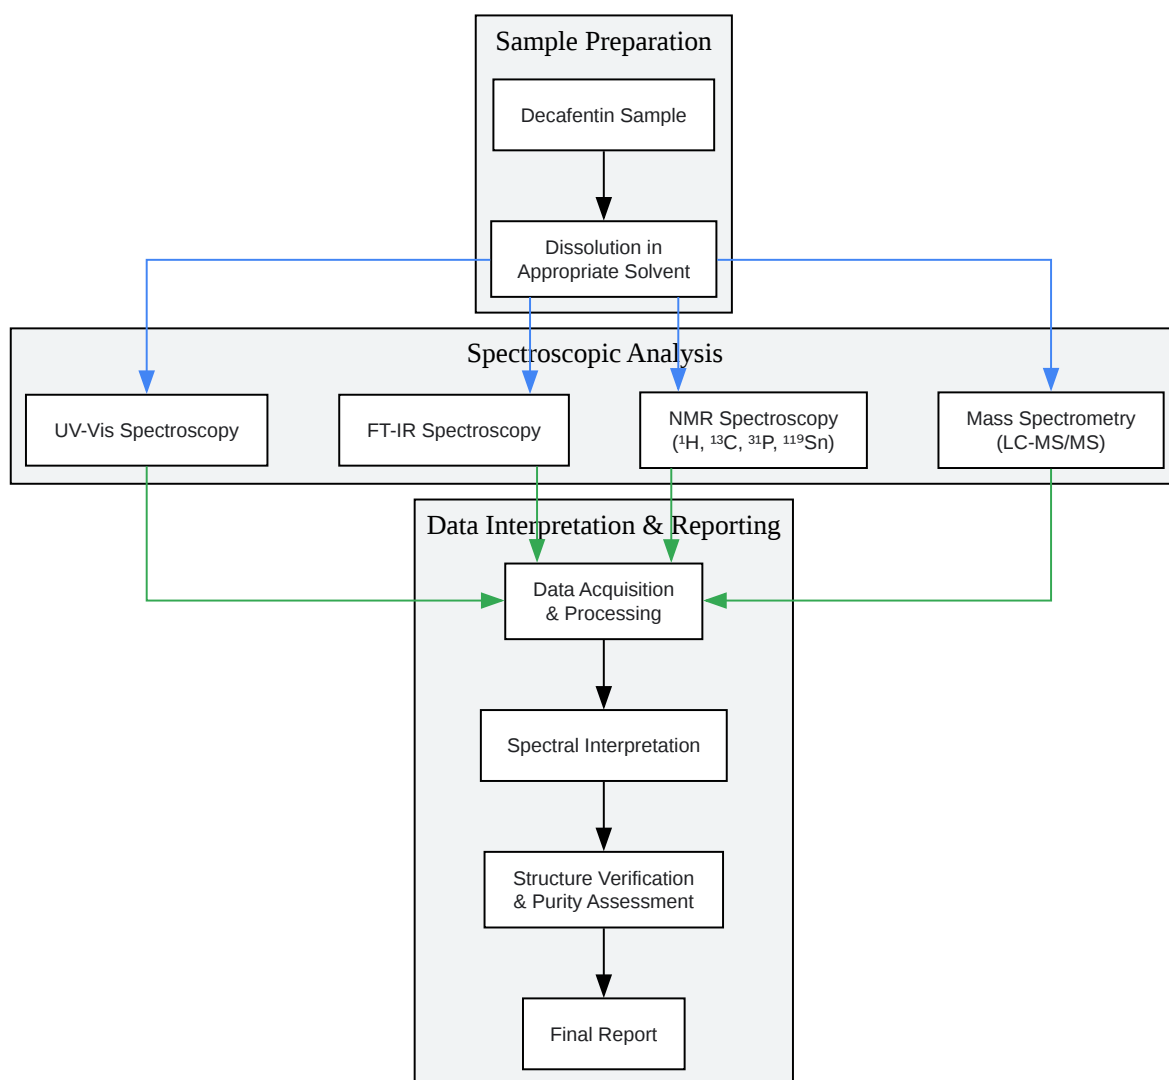 Sample Preparation
Decafentin Sample
Dissolution in
Appropriate Solvent
Spectroscopic Analysis
UV-Vis Spectroscopy
FT-IR Spectroscopy
NMR Spectroscopy
(¹H, ¹³C, ³¹P, ¹¹⁹Sn)
Mass Spectrometry
(LC-MS/MS)
Data Interpretation & Reporting
Data Acquisition
& Processing
Spectral Interpretation
Structure Verification
& Purity Assessment
Final Report